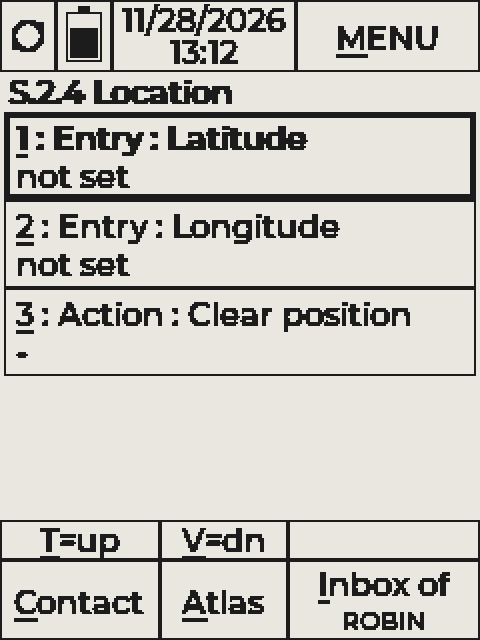 11/28/2026
13:12
MENU
S.2.4 Location
1 : Entry : Latitude
not set
2 : Entry : Longitude
not set
3 : Action : Clear position
-
T=up
V=dn
Contact
Atlas
Inbox of
ROBIN